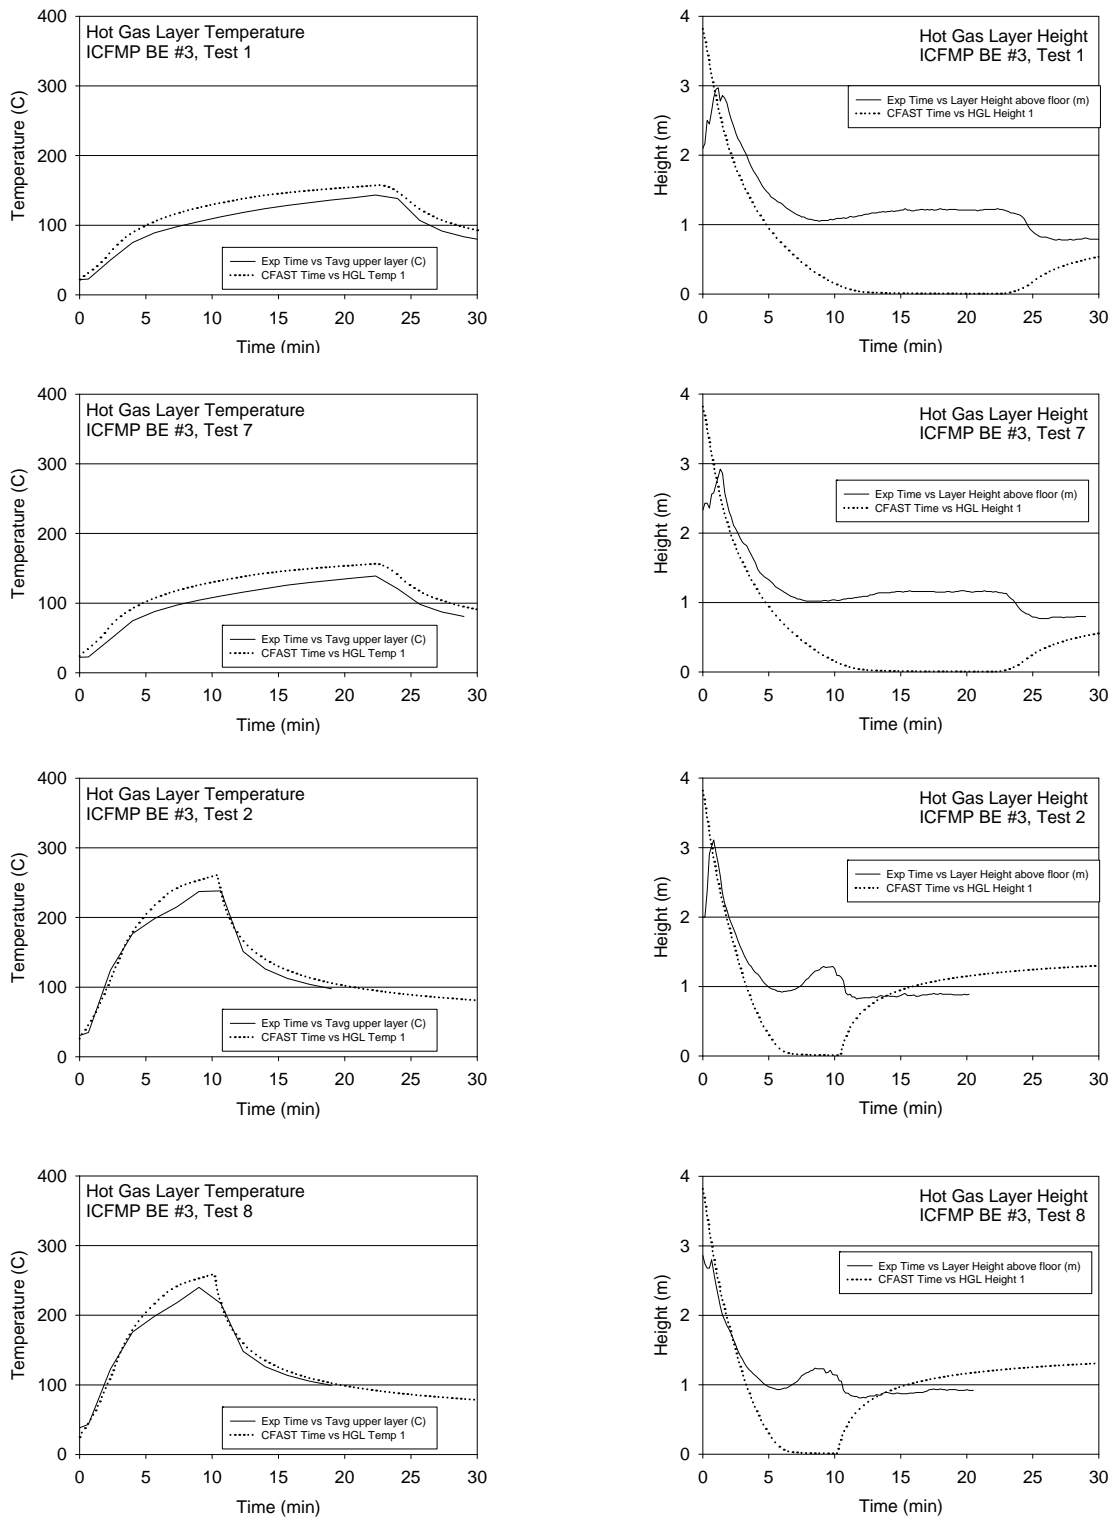 Hot Gas Layer Temperature
ICFMP BE #3, Test 1
Temperature (C)
400
300
200
100
0
Exp Time vs Tavg upper layer (C)
CFAST Time vs HGL Temp 1
0 5 10 15 20 25 30
Time (min)
Hot Gas Layer Height
ICFMP BE #3, Test 1
Height (m)
4
3
2
1
0
Exp Time vs Layer Height above floor (m)
CFAST Time vs HGL Height 1
0 5 10 15 20 25 30
Time (min)
Hot Gas Layer Temperature
ICFMP BE #3, Test 7
Temperature (C)
400
300
200
100
0
Exp Time vs Tavg upper layer (C)
CFAST Time vs HGL Temp 1
0 5 10 15 20 25 30
Time (min)
Hot Gas Layer Height
ICFMP BE #3, Test 7
Height (m)
4
3
2
1
0
Exp Time vs Layer Height above floor (m)
CFAST Time vs HGL Height 1
0 5 10 15 20 25 30
Time (min)
Hot Gas Layer Temperature
ICFMP BE #3, Test 2
Temperature (C)
400
300
200
100
0
Exp Time vs Tavg upper layer (C)
CFAST Time vs HGL Temp 1
0 5 10 15 20 25 30
Time (min)
Hot Gas Layer Height
ICFMP BE #3, Test 2
Height (m)
4
3
2
1
0
Exp Time vs Layer Height above floor (m)
CFAST Time vs HGL Height 1
0 5 10 15 20 25 30
Time (min)
Hot Gas Layer Temperature
ICFMP BE #3, Test 8
Temperature (C)
400
300
200
100
0
Exp Time vs Tavg upper layer (C)
CFAST Time vs HGL Temp 1
0 5 10 15 20 25 30
Time (min)
Hot Gas Layer Height
ICFMP BE #3, Test 8
Height (m)
4
3
2
1
0
Exp Time vs Layer Height above floor (m)
CFAST Time vs HGL Height 1
0 5 10 15 20 25 30
Time (min)